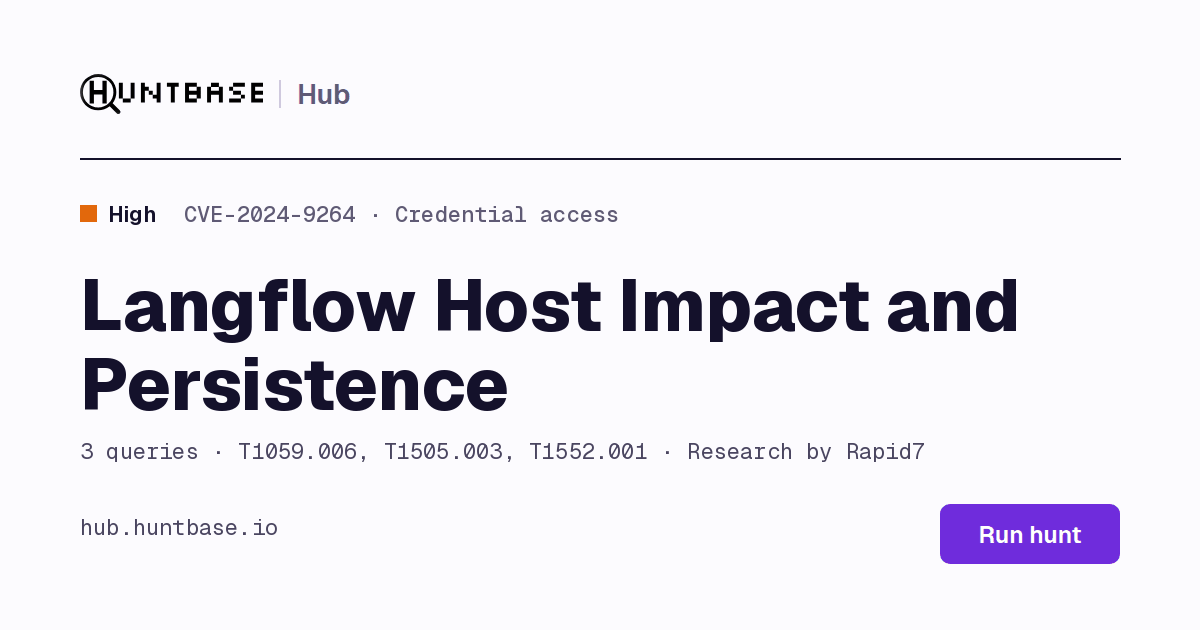 HUNTBASE Hub
High CVE-2024-9264 · Credential access
Langflow Host Impact and
Persistence
3 queries · T1059.006, T1505.003, T1552.001 · Research by Rapid7
hub.huntbase.io
Run hunt